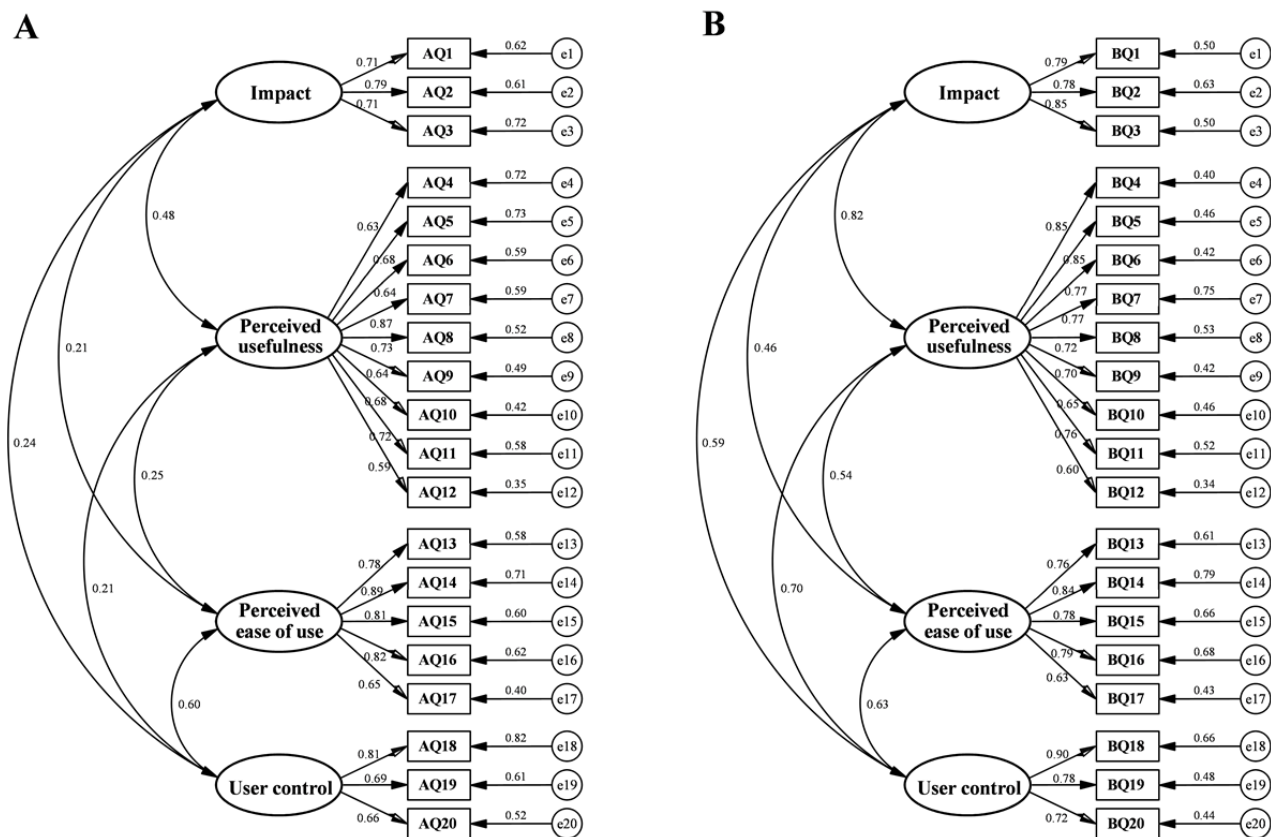 A
Impact
0.71
0.79
0.71
AQ1
0.62
e1
AQ2
0.61
e2
AQ3
0.72
e3
0.48
0.21
0.24
Perceived
usefulness
0.63
0.68
0.64
0.87
0.73
0.64
0.68
0.72
0.59
AQ4
0.72
e4
AQ5
0.73
e5
AQ6
0.59
e6
AQ7
0.59
e7
AQ8
0.52
e8
AQ9
0.49
e9
AQ10
0.42
e10
AQ11
0.58
e11
AQ12
0.35
e12
0.25
0.21
Perceived
ease of use
0.78
0.89
0.81
0.82
0.65
AQ13
0.58
e13
AQ14
0.71
e14
AQ15
0.60
e15
AQ16
0.62
e16
AQ17
0.40
e17
0.60
User control
0.81
0.69
0.66
AQ18
0.82
e18
AQ19
0.61
e19
AQ20
0.52
e20
B
Impact
0.79
0.78
0.85
BQ1
0.50
e1
BQ2
0.63
e2
BQ3
0.50
e3
0.82
0.46
0.59
Perceived
usefulness
0.85
0.85
0.77
0.77
0.72
0.70
0.65
0.76
0.60
BQ4
0.40
e4
BQ5
0.46
e5
BQ6
0.42
e6
BQ7
0.75
e7
BQ8
0.53
e8
BQ9
0.42
e9
BQ10
0.46
e10
BQ11
0.52
e11
BQ12
0.34
e12
0.54
0.70
Perceived
ease of use
0.76
0.84
0.78
0.79
0.63
BQ13
0.61
e13
BQ14
0.79
e14
BQ15
0.66
e15
BQ16
0.68
e16
BQ17
0.43
e17
0.63
User control
0.90
0.78
0.72
BQ18
0.66
e18
BQ19
0.48
e19
BQ20
0.44
e20